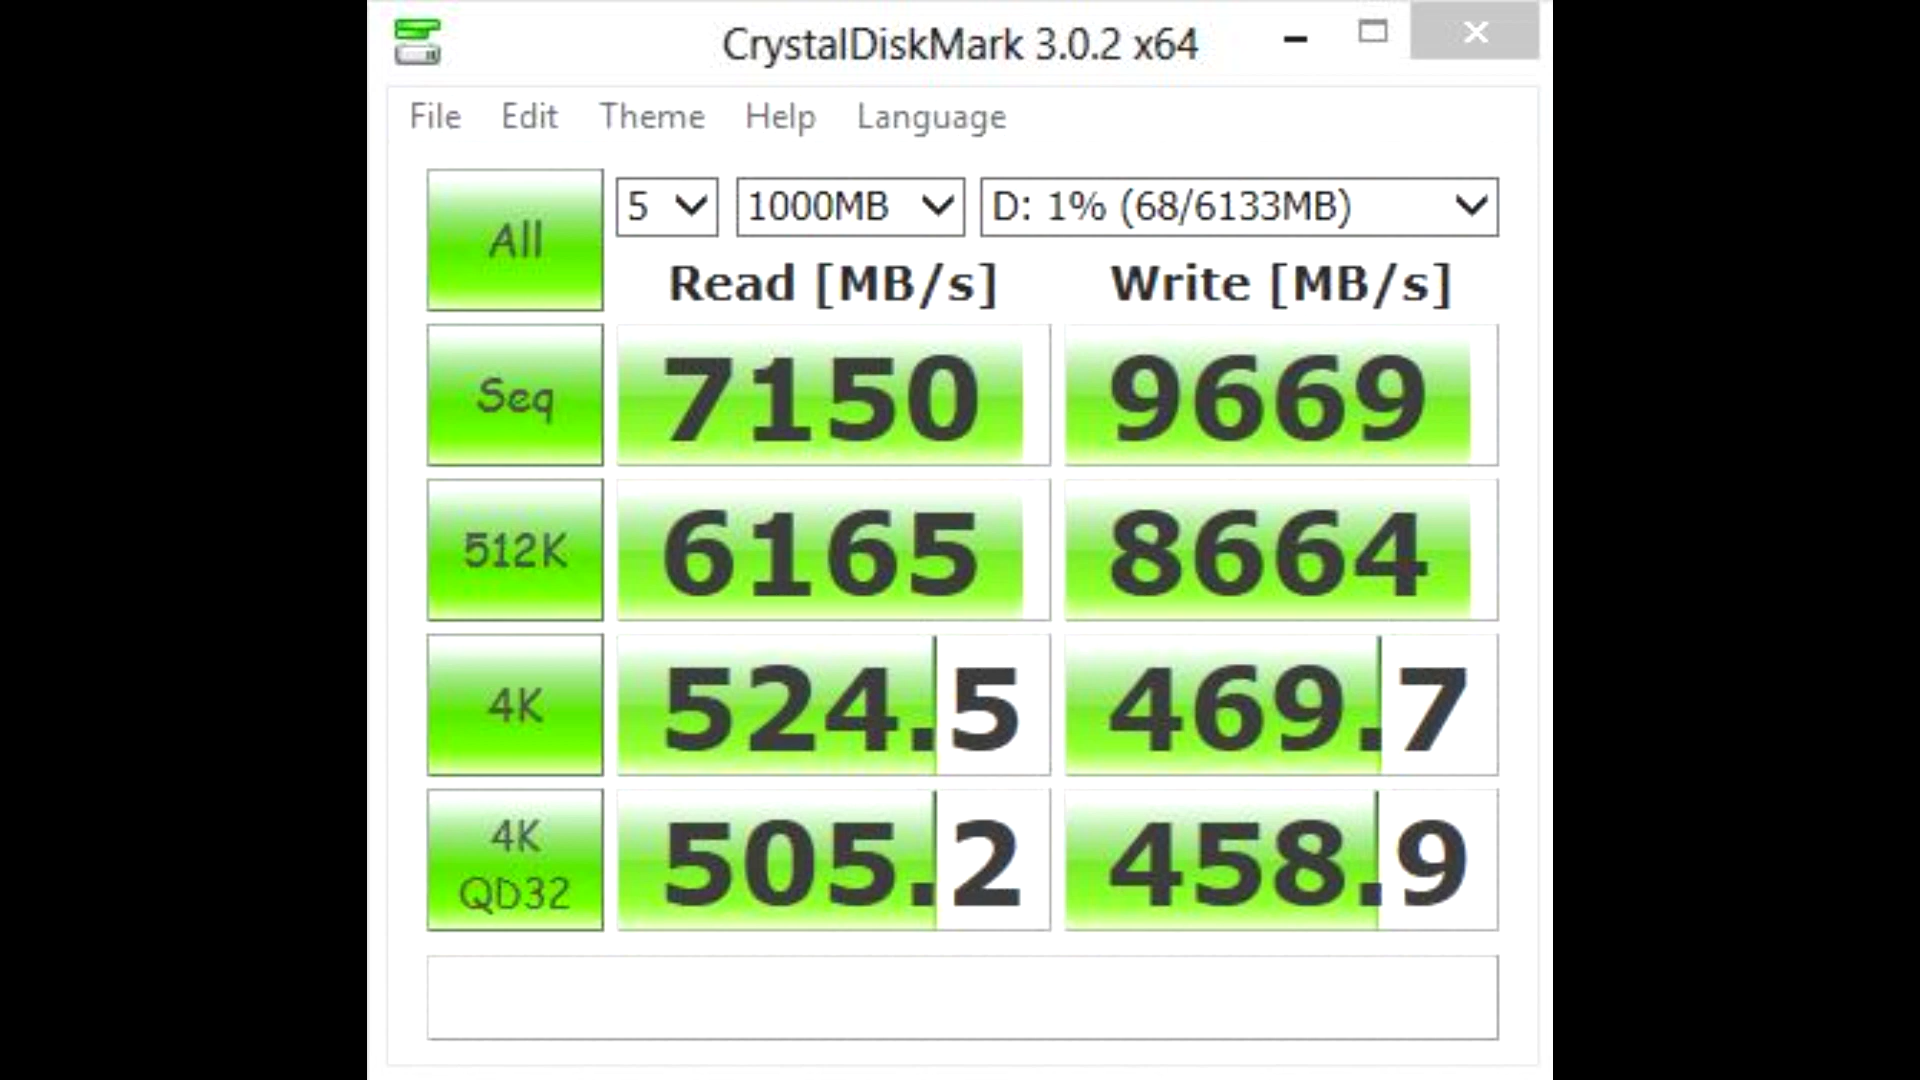 CrystalDiskMark 3.0.2 x64
File Edit Theme Help Language
All 5 1000MB D: 1% (68/6133MB)
Read [MB/s] Write [MB/s]
Seq 7150 9669
512K 6165 8664
4K 524.5 469.7
4K QD32 505.2 458.9